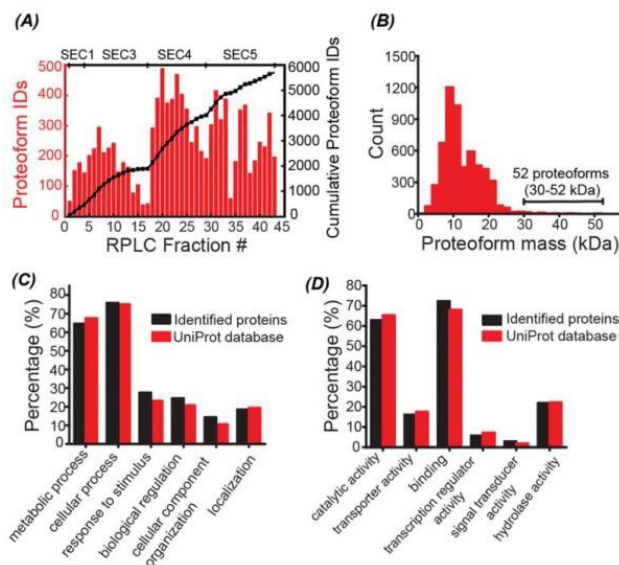 (A)
SEC1 SEC3 SEC4 SEC5
Proteoform IDs
500
400
300
200
100
0
6000
5000
4000
3000
2000
1000
0
Cumulative Proteoform IDs
0 5 10 15 20 25 30 35 40 45
RPLC Fraction #
(B)
Count
1500
1200
900
600
300
0
52 proteoforms
(30-52 kDa)
0 10 20 30 40 50
Proteoform mass (kDa)
(C)
Percentage (%)
80
70
60
50
40
30
20
10
0
Identified proteins
UniProt database
metabolic process
cellular process
response to stimulus
biological regulation
cellular component
organization
localization
(D)
Percentage (%)
80
70
60
50
40
30
20
10
0
Identified proteins
UniProt database
catalytic activity
transporter activity
binding
transcription regulator
activity
signal transducer
activity
hydrolase activity